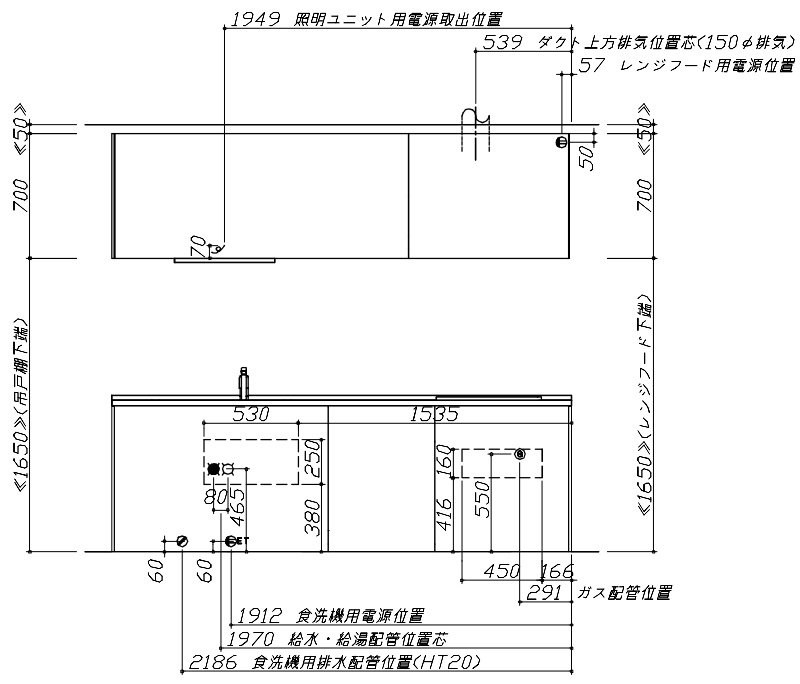 1949 照明ユニット用電源取出位置
539 ダクト上方排気位置芯(150φ排気)
57 レンジフード用電源位置
≪50≫
≪50≫
50
700
700
70
≪1650≫(吊戸棚下端)
≪1650≫(レンジフード下端)
530
1535
250
160
80
465
380
416
550
60
60
ET
G
450
166
291 ガス配管位置
1912 食洗機用電源位置
1970 給水・給湯配管位置芯
2186 食洗機用排水配管位置(HT20)